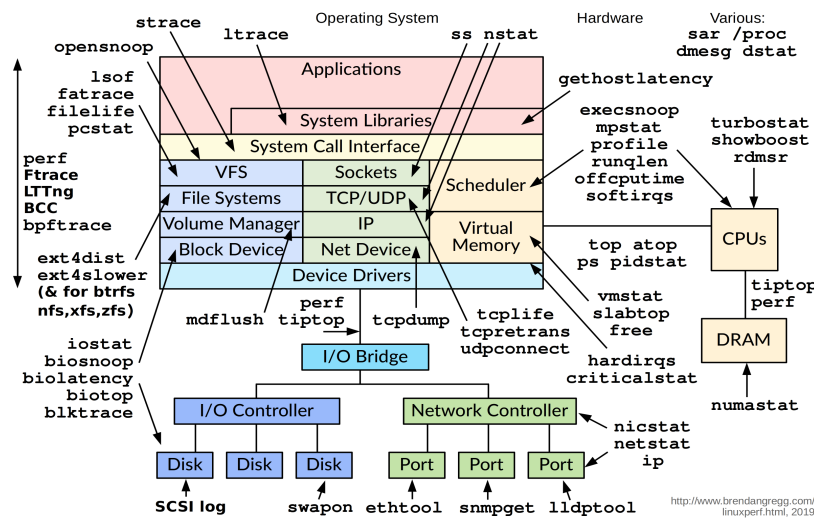 Operating System
Hardware
Various:
sar /proc
dmesg dstat
strace
opensnoop
ltrace
ss nstat
lsof
fatrace
filelife
pcstat
gethostlatency
Applications
System Libraries
System Call Interface
VFS
Sockets
Scheduler
File Systems
TCP/UDP
Volume Manager
IP
Virtual
Memory
Block Device
Net Device
Device Drivers
perf
Ftrace
LTTng
BCC
bpftrace
execsnoop
mpstat
profile
runqlen
offcputime
softirqs
turbostat
showboost
rdmsr
CPUs
top atop
ps pidstat
tiptop
perf
DRAM
numastat
ext4dist
ext4slower
(& for btrfs
nfs,xfs,zfs)
mdflush
perf
tiptop
tcpdump
tcplife
tcpretrans
udpconnect
vmstat
slabtop
free
hardirqs
criticalstat
iostat
biosnoop
biolatency
biotop
blktrace
I/O Bridge
I/O Controller
Network Controller
nicstat
netstat
ip
Disk
Disk
Disk
Port
Port
Port
SCSI log
swapon
ethtool
snmpget
lldptool
http://www.brendangregg.com/
linuxperf.html, 2019